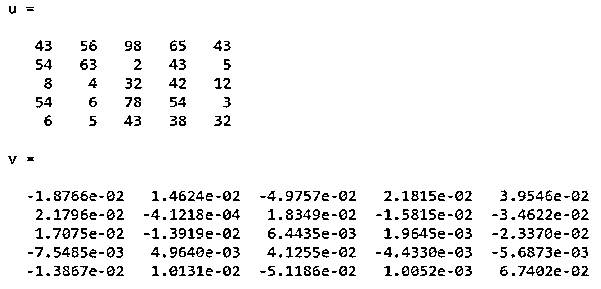 u =
43 56 98 65 43
54 63 2 43 5
8 4 32 42 12
54 6 78 54 3
6 5 43 38 32
v =
-1.8766e-02 1.4624e-02 -4.9757e-02 2.1815e-02 3.9546e-02
2.1796e-02 -4.1218e-04 1.8349e-02 -1.5815e-02 -3.4622e-02
1.7075e-02 -1.3919e-02 6.4435e-03 1.9645e-03 -2.3370e-02
-7.5485e-03 4.9640e-03 4.1255e-02 -4.4330e-03 -5.6873e-02
-1.3867e-02 1.0131e-02 -5.1186e-02 1.0052e-03 6.7402e-02